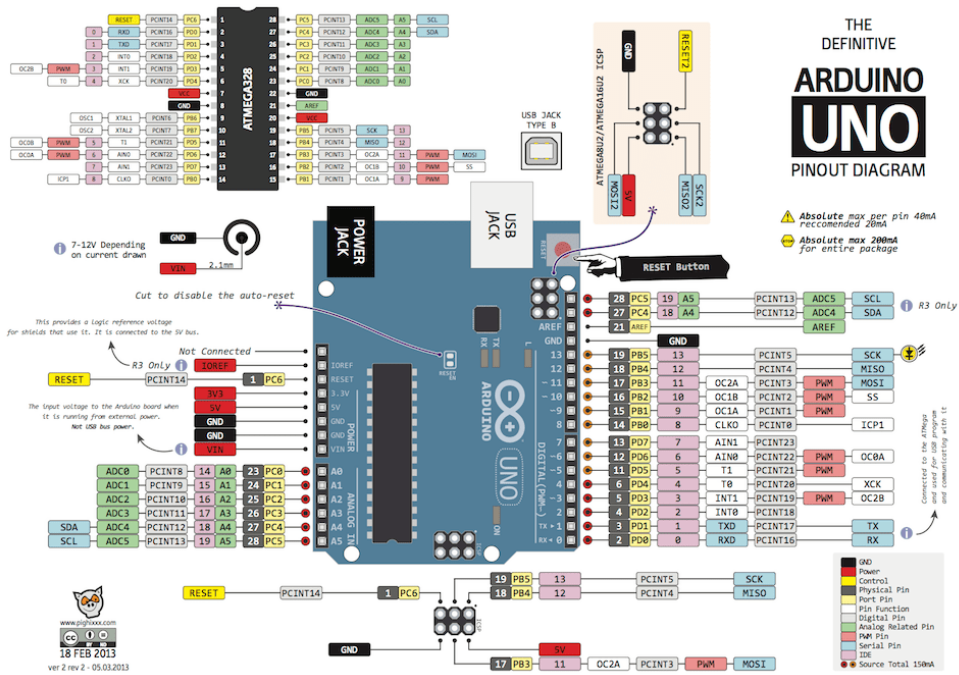 THE
DEFINITIVE
ARDUINO
UNO
PINOUT DIAGRAM
RESET PCINT14 PC6 1 28 PC5 PCINT13 ADC5 A5 SCL
0 RXD PCINT16 PD0 2 27 PC4 PCINT12 ADC4 A4 SDA
1 TXD PCINT17 PD1 3 26 PC3 PCINT11 ADC3 A3
2 INT0 PCINT18 PD2 4 25 PC2 PCINT10 ADC2 A2
OC2B PWM 3 INT1 PCINT19 PD3 5 24 PC1 PCINT9 ADC1 A1
T0 4 XCK PCINT20 PD4 6 23 PC0 PCINT8 ADC0 A0
VCC 7 22 GND
GND 8 21 AREF
OSC1 XTAL1 PCINT6 PB6 9 20 VCC
OSC2 XTAL2 PCINT7 PB7 10 19 PB5 PCINT5 SCK 13
OC0B PWM 5 T1 PCINT21 PD5 11 18 PB4 PCINT4 MISO 12
OC0A PWM 6 AIN0 PCINT22 PD6 12 17 PB3 PCINT3 OC2A 11 PWM MOSI
7 AIN1 PCINT23 PD7 13 16 PB2 PCINT2 OC1B 10 PWM SS
ICP1 8 CLKO PCINT0 PB0 14 15 PB1 PCINT1 OC1A 9 PWM
ATMEGA328
USB JACK
TYPE B
ATMEGA8U2/ATMEGA16U2 ICSP
GND
RESET2
MOSI2
5V
MISO2
SCK2
Absolute max per pin 40mA
reccomended 20mA
STOP Absolute max 200mA
for entire package
i 7-12V Depending
on current drawn
GND
VIN
2.1mm
POWER
JACK
USB
JACK
RESET
RESET Button
Cut to disable the auto-reset
This provides a logic reference voltage
for shields that use it. It is connected to the 5V bus.
Not Connected
R3 Only i IOREF
RESET PCINT14 1 PC6
3V3
5V
GND
GND
i VIN
The input voltage to the Arduino board when
it is running from external power.
Not USB bus power.
ADC0 PCINT8 14 A0 23 PC0
ADC1 PCINT9 15 A1 24 PC1
ADC2 PCINT10 16 A2 25 PC2
ADC3 PCINT11 17 A3 26 PC3
SDA ADC4 PCINT12 18 A4 27 PC4
SCL ADC5 PCINT13 19 A5 28 PC5
IOREF
RESET
3.3V
5V
GND
GND
VIN
POWER
A0
A1
A2
A3
A4
A5
ANALOG IN
RX
TX
L
RESET
EN
ARDUINO
UNO
ON
ICSP
AREF
GND
13
12
~11
~10
~9
8
7
~6
~5
4
~3
2
TX▸1
RX◂0
DIGITAL(PWM~)
28 PC5 19 A5 PCINT13 ADC5 SCL
27 PC4 18 A4 PCINT12 ADC4 SDA
i R3 Only
21 AREF AREF
GND
19 PB5 13 PCINT5 SCK
18 PB4 12 PCINT4 MISO
17 PB3 11 OC2A PCINT3 PWM MOSI
16 PB2 10 OC1B PCINT2 PWM SS
15 PB1 9 OC1A PCINT1 PWM
14 PB0 8 CLKO PCINT0 ICP1
13 PD7 7 AIN1 PCINT23
12 PD6 6 AIN0 PCINT22 PWM OC0A
11 PD5 5 T1 PCINT21 PWM
6 PD4 4 T0 PCINT20 XCK
5 PD3 3 INT1 PCINT19 PWM OC2B
4 PD2 2 INT0 PCINT18
3 PD1 1 TXD PCINT17 TX
2 PD0 0 RXD PCINT16 RX
i
Connected to the ATMega
and used for USB program
and communicating with it
19 PB5 13 PCINT5 SCK
RESET PCINT14 1 PC6 18 PB4 12 PCINT4 MISO
ICSP
GND 5V
17 PB3 11 OC2A PCINT3 PWM MOSI
GND
Power
Control
Physical Pin
Port Pin
Pin Function
Digital Pin
Analog Related Pin
PWM Pin
Serial Pin
IDE
Source Total 150mA
www.pighixxx.com
cc BY ND
18 FEB 2013
ver 2 rev 2 - 05.03.2013